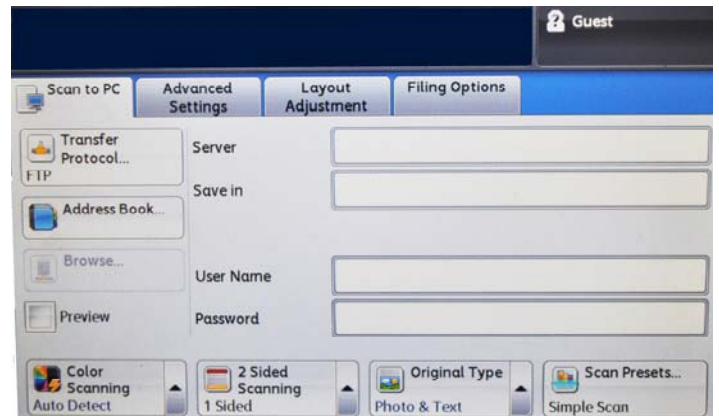 Guest
Scan to PC
Advanced
Settings
Layout
Adjustment
Filing Options
Transfer
Protocol...
FTP
Server
Save in
Address Book...
Browse...
User Name
Preview
Password
Color
Scanning
Auto Detect
2 Sided
Scanning
1 Sided
Original Type
Photo & Text
Scan Presets...
Simple Scan